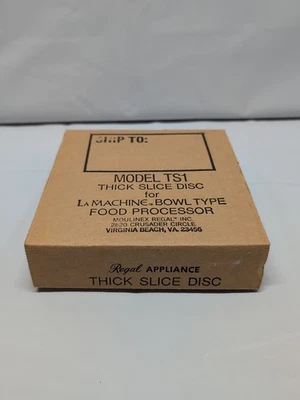 SHIP TO:
MODEL TS1
THICK SLICE DISC
for
LA MACHINE® BOWL TYPE
FOOD PROCESSOR
MOULINEX REGAL® INC.
2820 CRUSADER CIRCLE
VIRGINIA BEACH, VA. 23456
Regal APPLIANCE
THICK SLICE DISC